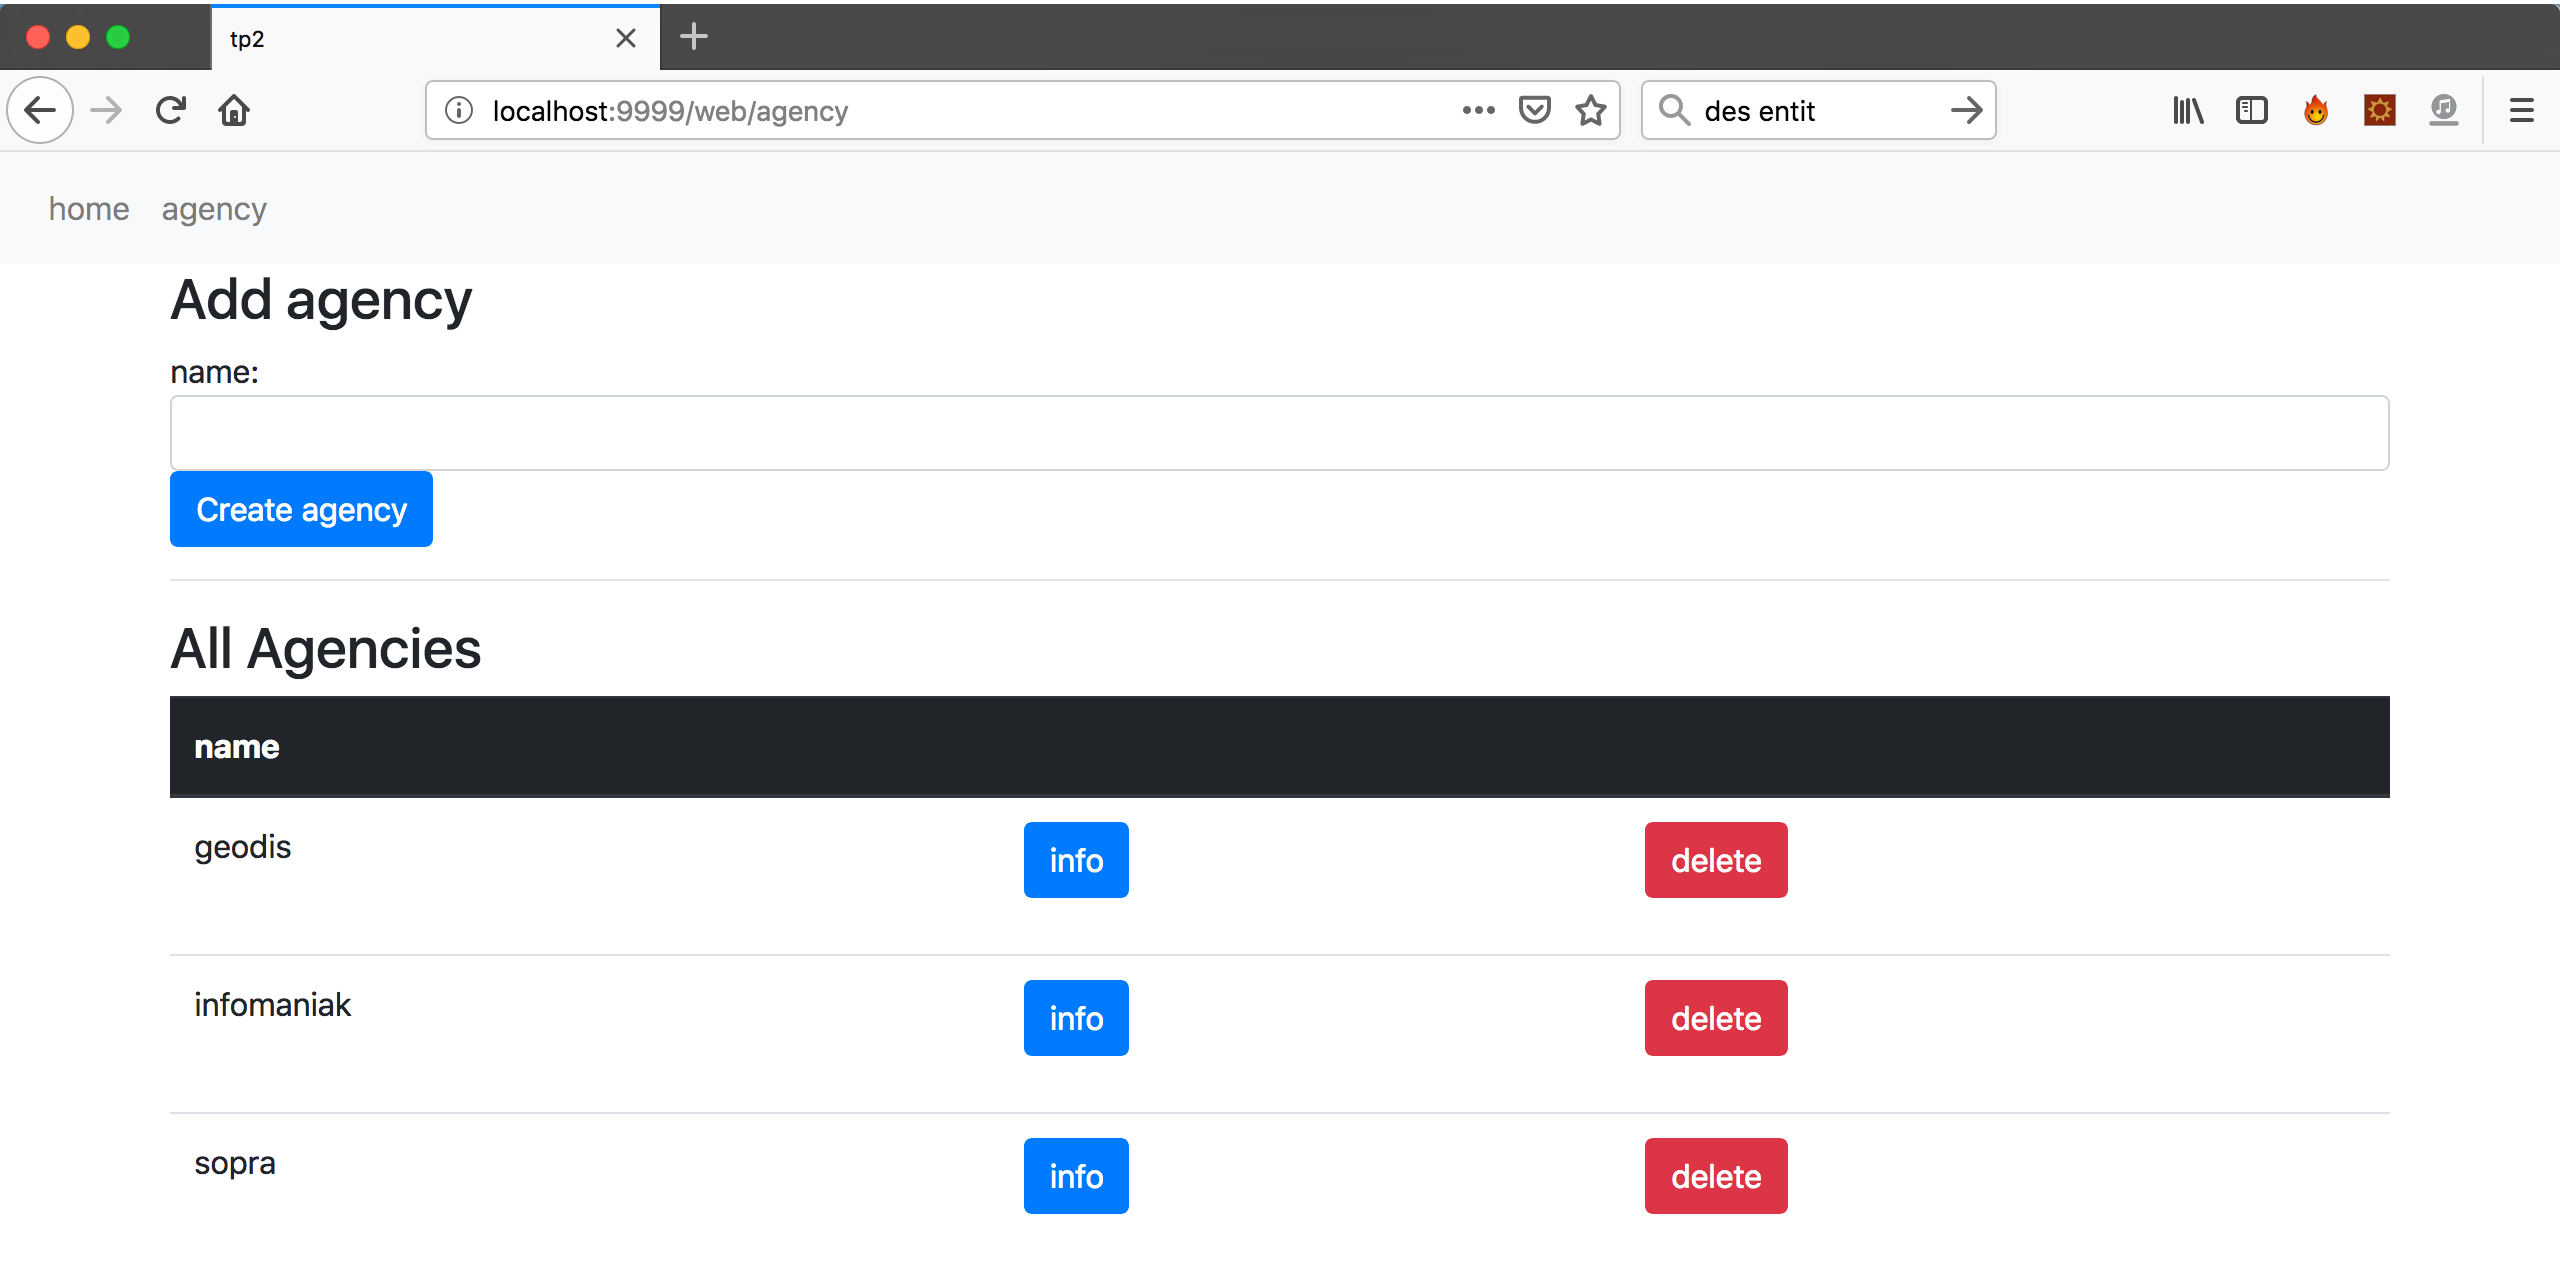 tp2
localhost:9999/web/agency
des entit
home agency
Add agency
name:
Create agency
All Agencies
name
geodis info delete
infomaniak info delete
sopra info delete